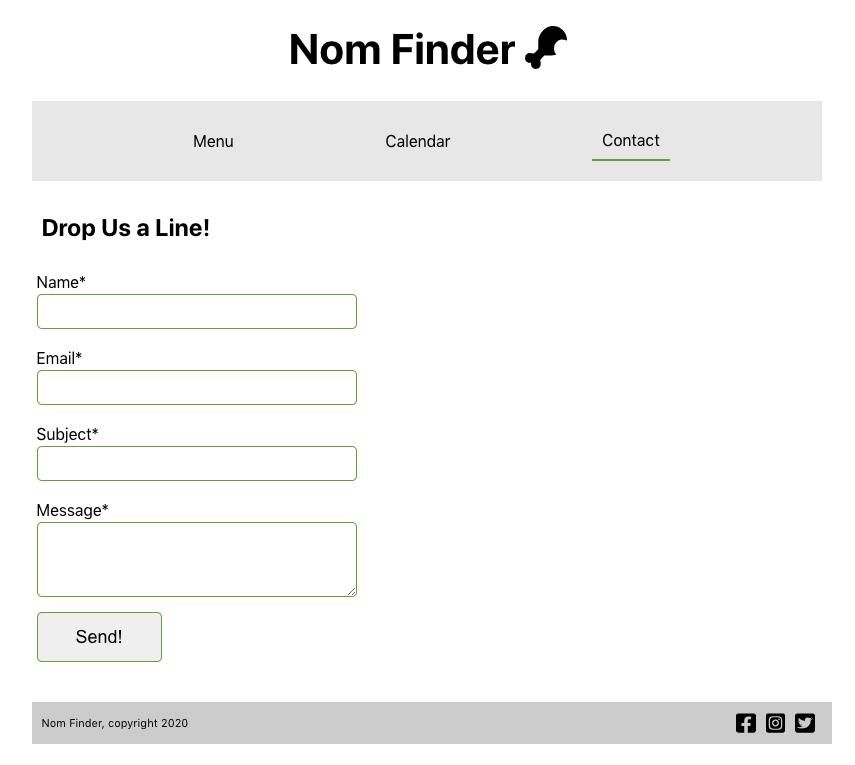 Nom Finder
Menu Calendar Contact
Drop Us a Line!
Name*
Email*
Subject*
Message*
Send!
Nom Finder, copyright 2020